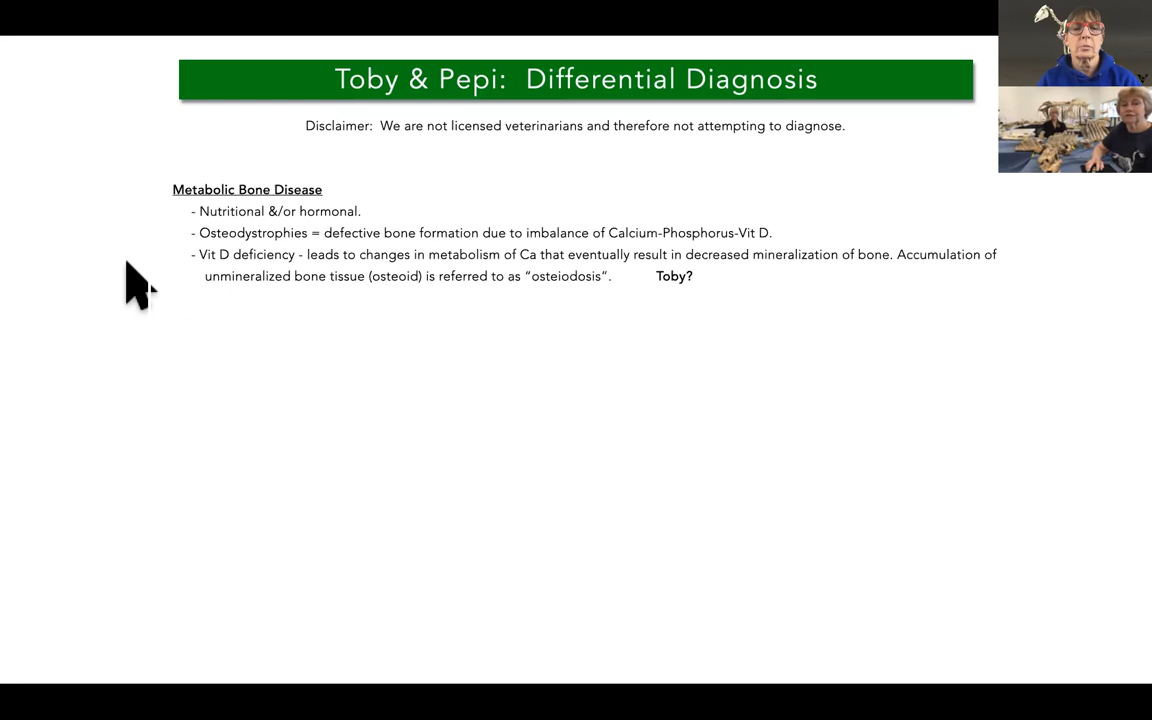 Toby & Pepi:  Differential Diagnosis
Disclaimer:  We are not licensed veterinarians and therefore not attempting to diagnose.
Metabolic Bone Disease
- Nutritional &/or hormonal.
- Osteodystrophies = defective bone formation due to imbalance of Calcium-Phosphorus-Vit D.
- Vit D deficiency - leads to changes in metabolism of Ca that eventually result in decreased mineralization of bone. Accumulation of
unmineralized bone tissue (osteoid) is referred to as “osteiodosis”. Toby?